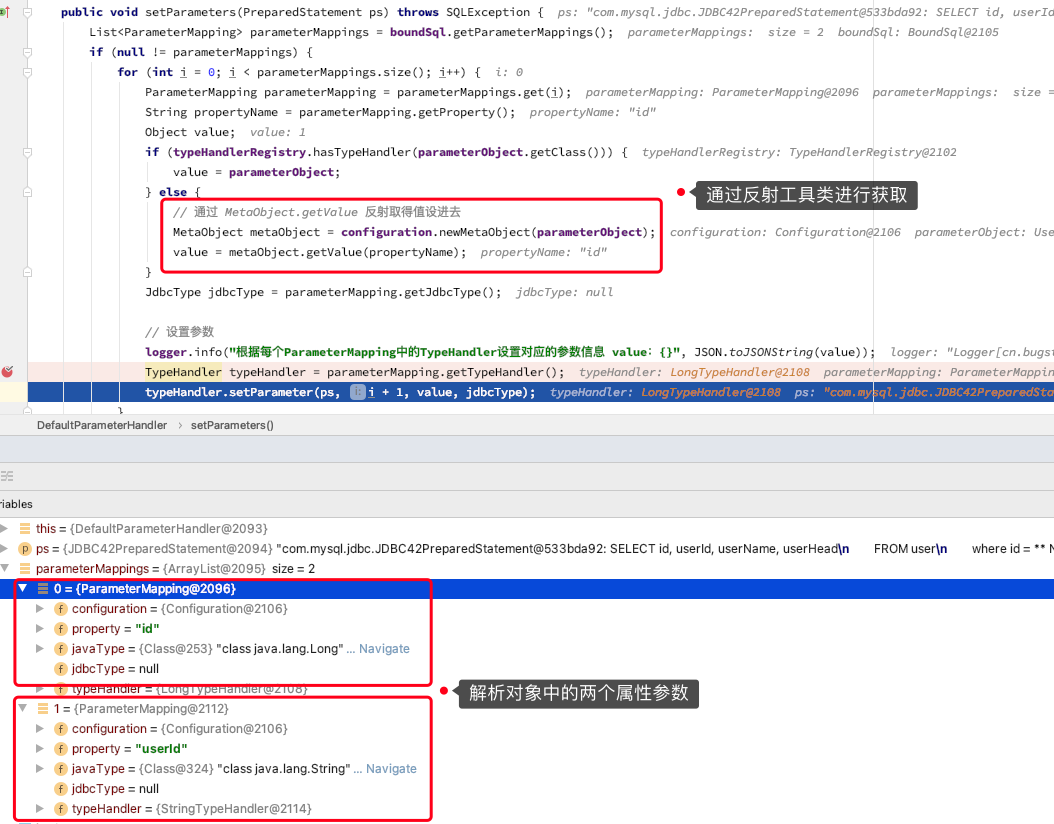 public void setParameters(PreparedStatement ps) throws SQLException {  ps: "com.mysql.jdbc.JDBC42PreparedStatement@533bda92: SELECT id, userId
List<ParameterMapping> parameterMappings = boundSql.getParameterMappings();  parameterMappings:  size = 2  boundSql: BoundSql@2105
if (null != parameterMappings) {
for (int i = 0; i < parameterMappings.size(); i++) {  i: 0
ParameterMapping parameterMapping = parameterMappings.get(i);  parameterMapping: ParameterMapping@2096  parameterMappings:  size =
String propertyName = parameterMapping.getProperty();  propertyName: "id"
Object value;  value: 1
if (typeHandlerRegistry.hasTypeHandler(parameterObject.getClass())) {  typeHandlerRegistry: TypeHandlerRegistry@2102
value = parameterObject;
} else {
通过反射工具类进行获取
// 通过 MetaObject.getValue 反射取得值设进去
MetaObject metaObject = configuration.newMetaObject(parameterObject);  configuration: Configuration@2106  parameterObject: Use
value = metaObject.getValue(propertyName);  propertyName: "id"
}
JdbcType jdbcType = parameterMapping.getJdbcType();  jdbcType: null
// 设置参数
logger.info("根据每个ParameterMapping中的TypeHandler设置对应的参数信息 value：{}", JSON.toJSONString(value));  logger: "Logger[cn.bugst
TypeHandler typeHandler = parameterMapping.getTypeHandler();  typeHandler: LongTypeHandler@2108  parameterMapping: ParameterMappin
typeHandler.setParameter(ps, i: i + 1, value, jdbcType);  typeHandler: LongTypeHandler@2108  ps: "com.mysql.jdbc.JDBC42PreparedSta
}
DefaultParameterHandler › setParameters()
riables
this = {DefaultParameterHandler@2093}
ps = {JDBC42PreparedStatement@2094} "com.mysql.jdbc.JDBC42PreparedStatement@533bda92: SELECT id, userId, userName, userHead\n FROM user\n where id = ** N
parameterMappings = {ArrayList@2095}  size = 2
0 = {ParameterMapping@2096}
configuration = {Configuration@2106}
property = "id"
javaType = {Class@253} "class java.lang.Long" ... Navigate
jdbcType = null
typeHandler = {LongTypeHandler@2108}
解析对象中的两个属性参数
1 = {ParameterMapping@2112}
configuration = {Configuration@2106}
property = "userId"
javaType = {Class@324} "class java.lang.String" ... Navigate
jdbcType = null
typeHandler = {StringTypeHandler@2114}